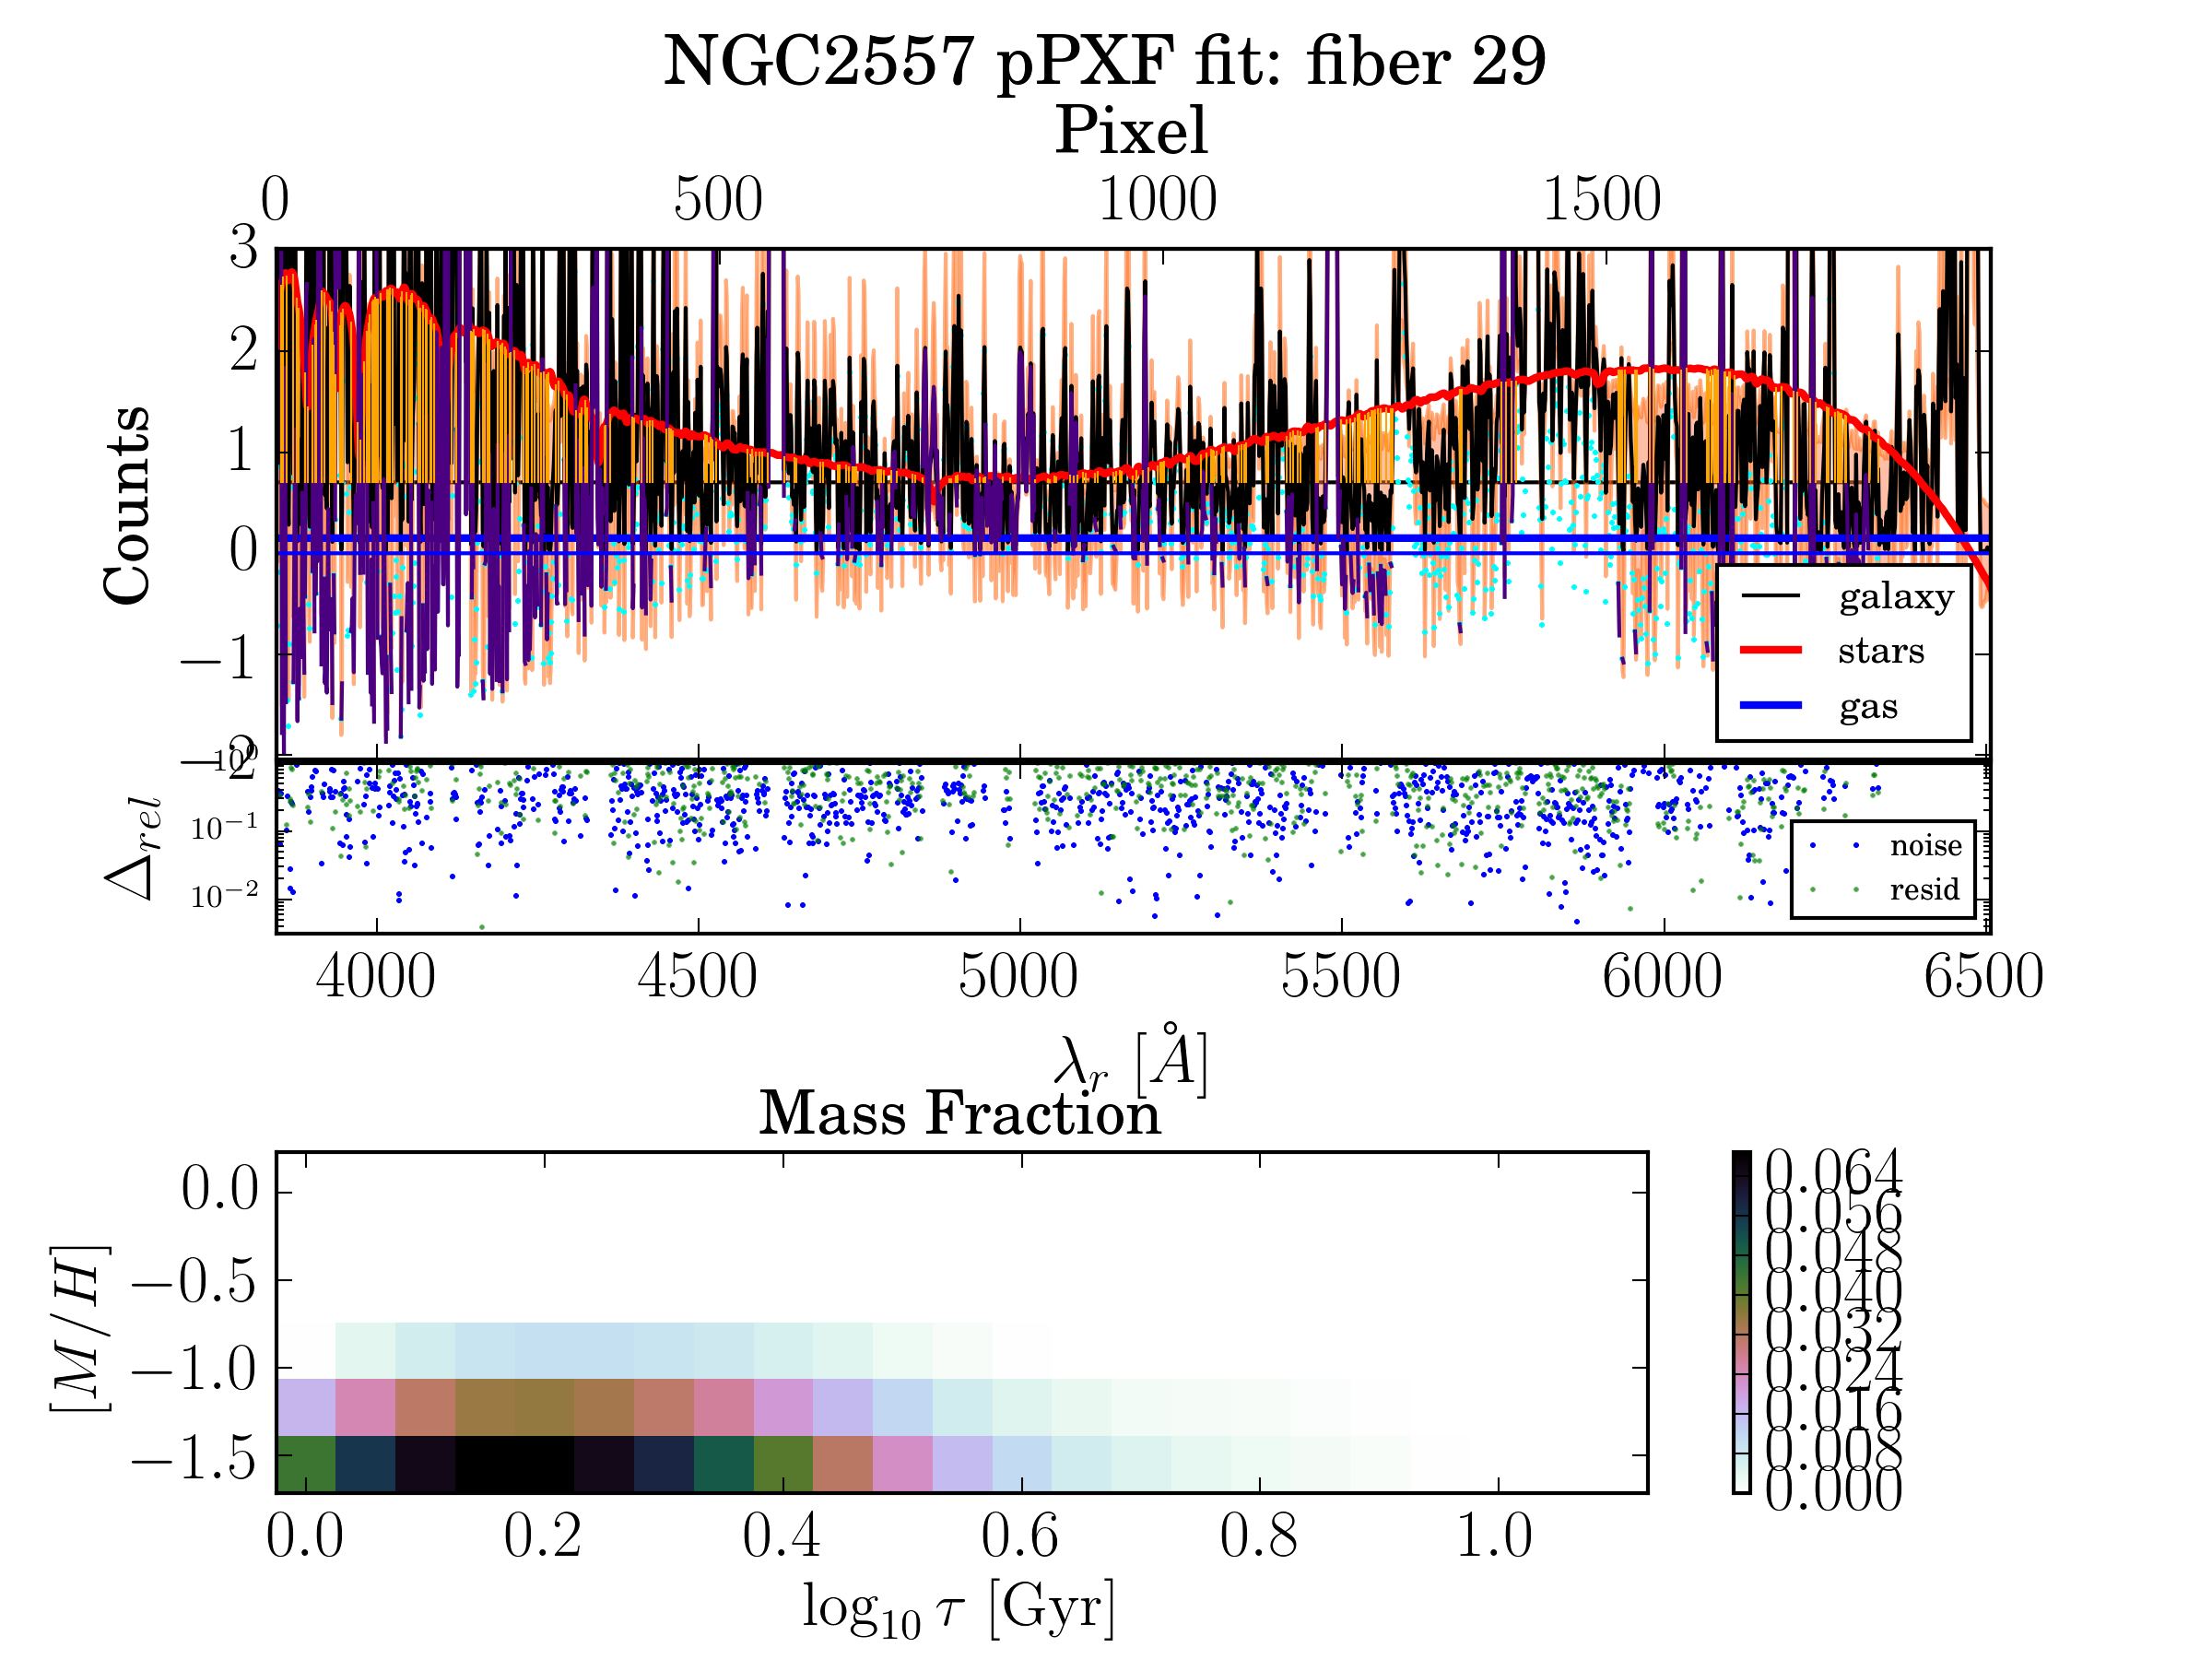 NGC2557 pPXF fit: fiber 29
Pixel
0 500 1000 1500
3
2
1
0
−1
−2
Counts
galaxy
stars
gas
10⁰
10⁻¹
10⁻²
Δrel
noise
resid
4000 4500 5000 5500 6000 6500
λr [Å]
Mass Fraction
0.0
−0.5
−1.0
−1.5
[M/H]
0.0 0.2 0.4 0.6 0.8 1.0
log₁₀ τ [Gyr]
0.064
0.056
0.048
0.040
0.032
0.024
0.016
0.008
0.000